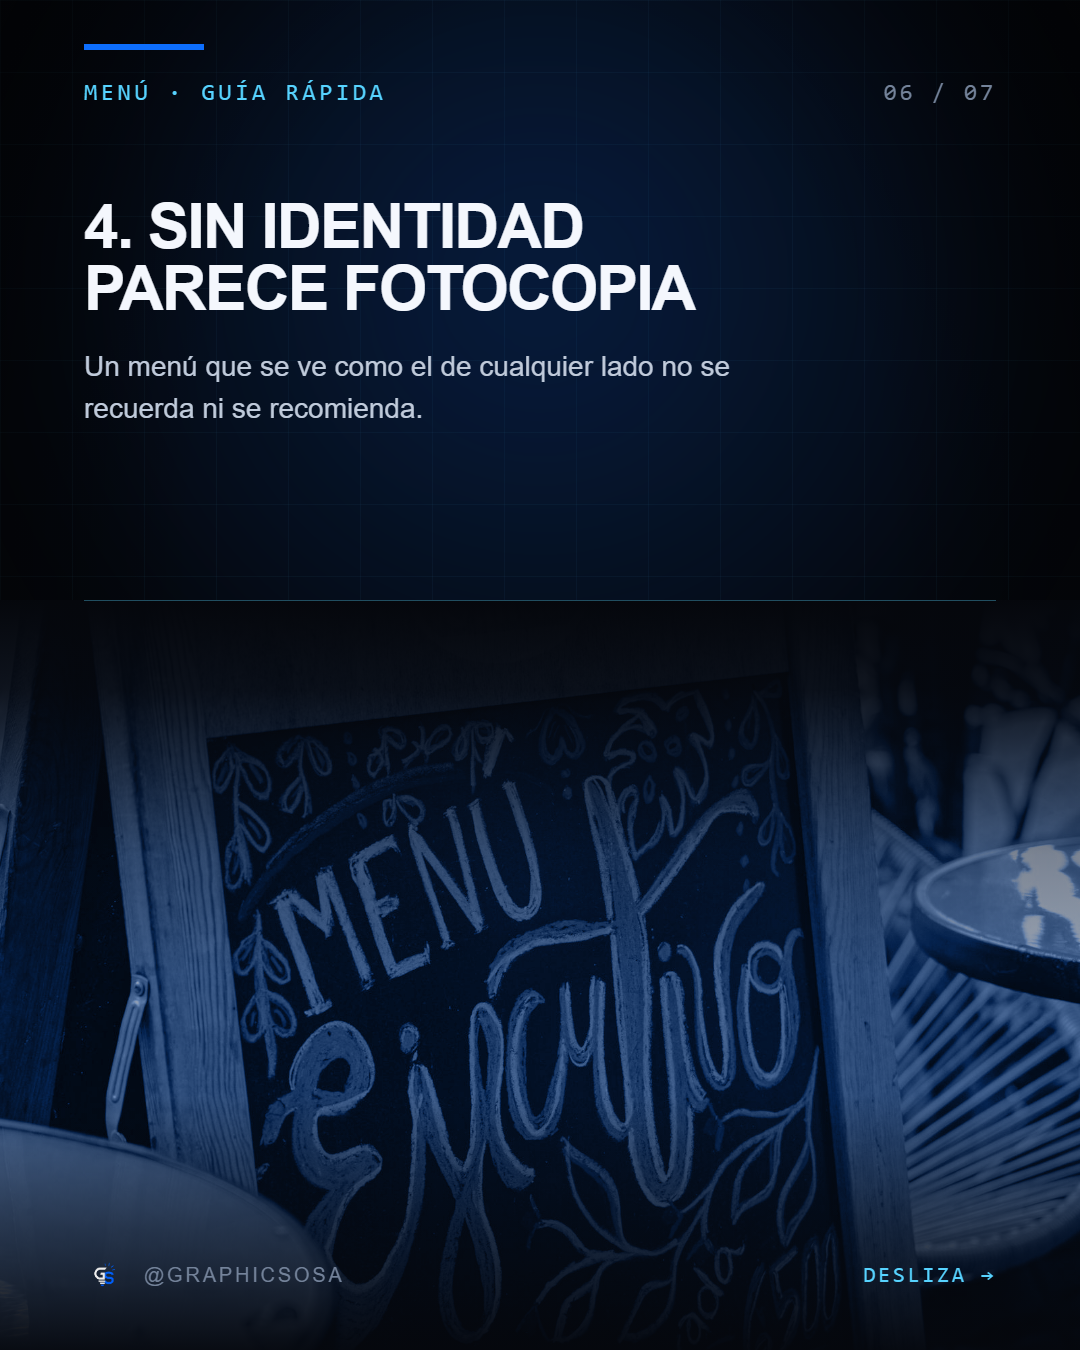 MENÚ · GUÍA RÁPIDA
06 / 07
4. SIN IDENTIDAD
PARECE FOTOCOPIA
Un menú que se ve como el de cualquier lado no se
recuerda ni se recomienda.
MENU
Ejecutivo
GS
@GRAPHICSOSA
DESLIZA →